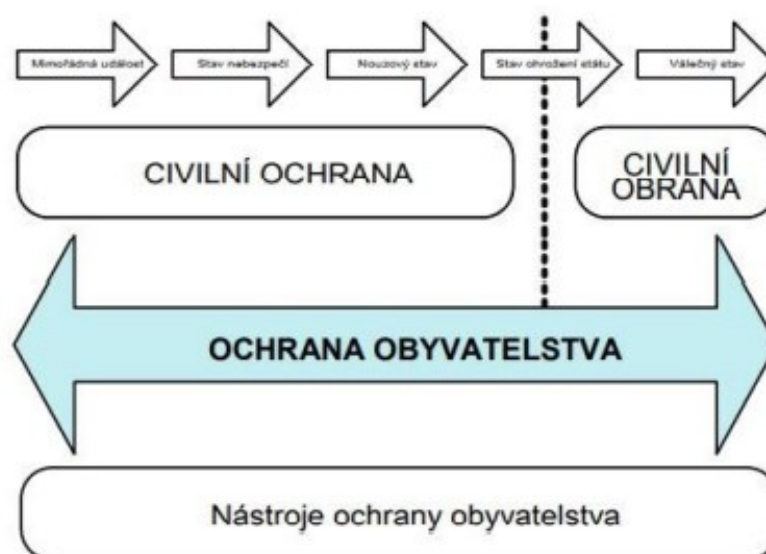 Mimořádná událost
Stav nebezpečí
Nouzový stav
Stav ohrožení státu
Válečný stav
CIVILNÍ OCHRANA
CIVILNÍ
OBRANA
OCHRANA OBYVATELSTVA
Nástroje ochrany obyvatelstva